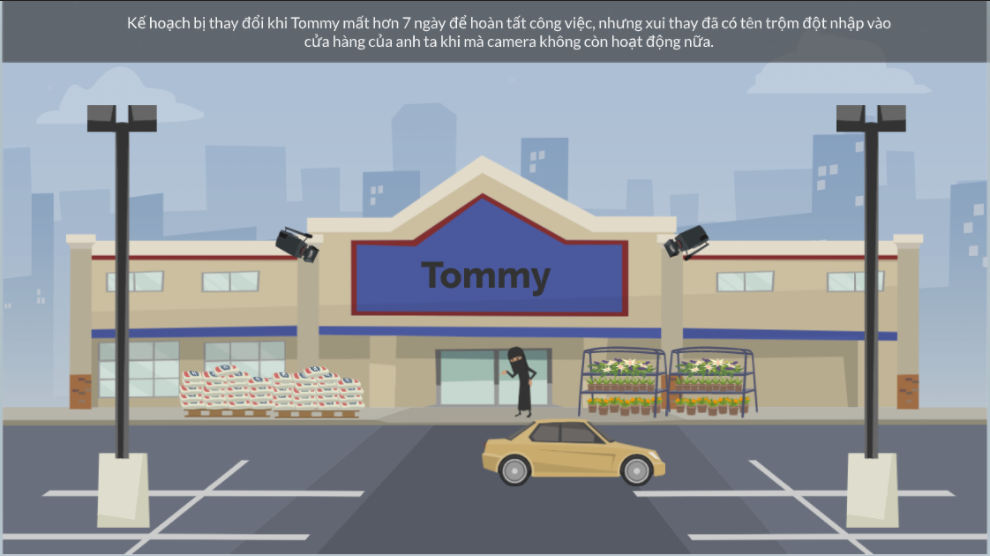 Kế hoạch bị thay đổi khi Tommy mất hơn 7 ngày để hoàn tất công việc, nhưng xui thay đã có tên trộm đột nhập vào
cửa hàng của anh ta khi mà camera không còn hoạt động nữa.
Tommy